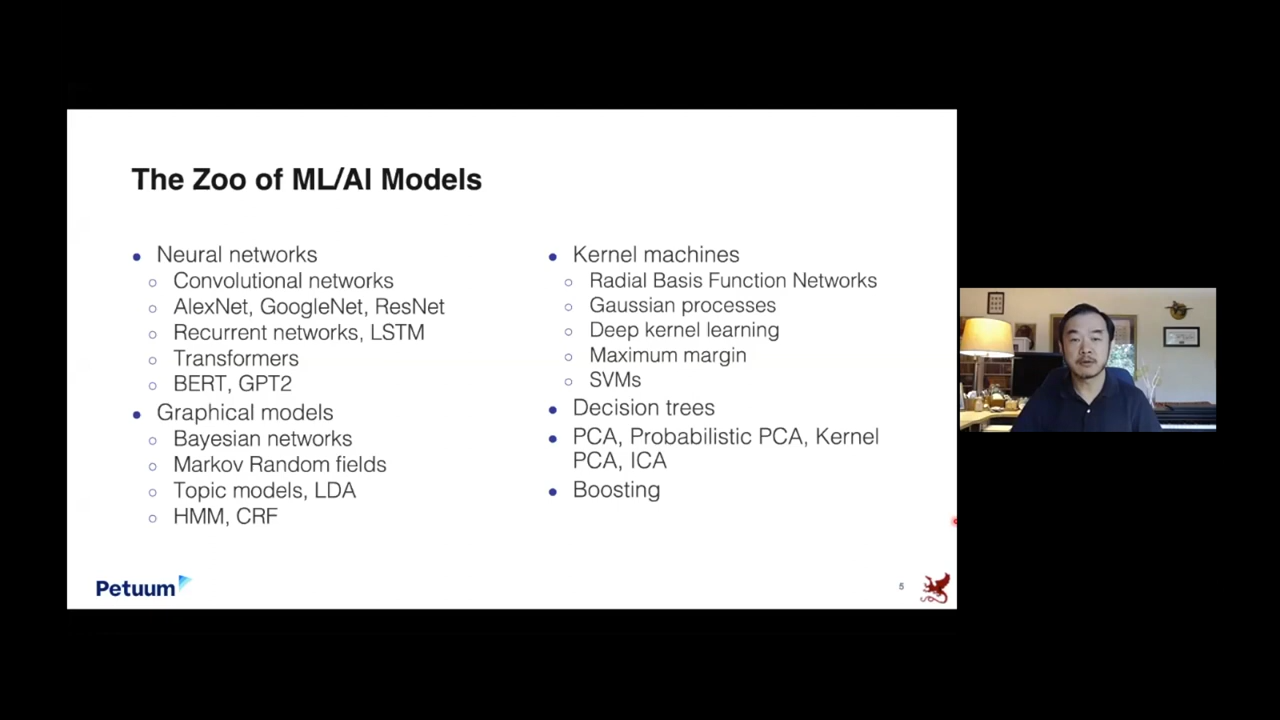 The Zoo of ML/AI Models
Neural networks
Convolutional networks
AlexNet, GoogleNet, ResNet
Recurrent networks, LSTM
Transformers
BERT, GPT2
Graphical models
Bayesian networks
Markov Random fields
Topic models, LDA
HMM, CRF
Kernel machines
Radial Basis Function Networks
Gaussian processes
Deep kernel learning
Maximum margin
SVMs
Decision trees
PCA, Probabilistic PCA, Kernel
PCA, ICA
Boosting
Petuum
5